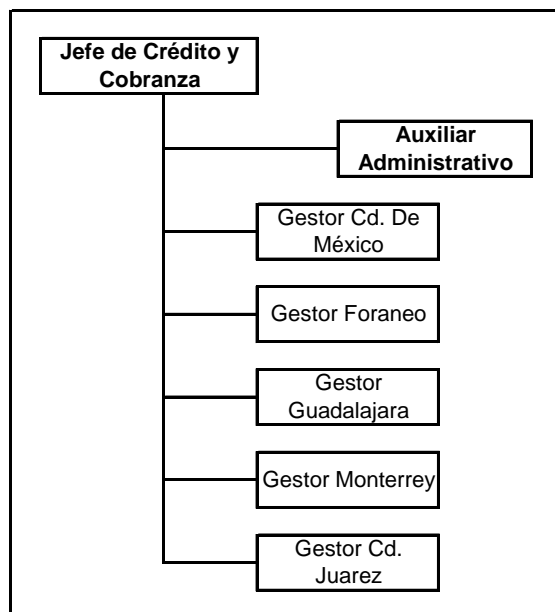 Jefe de Crédito y
Cobranza
Auxiliar
Administrativo
Gestor Cd. De
México
Gestor Foraneo
Gestor
Guadalajara
Gestor Monterrey
Gestor Cd.
Juarez